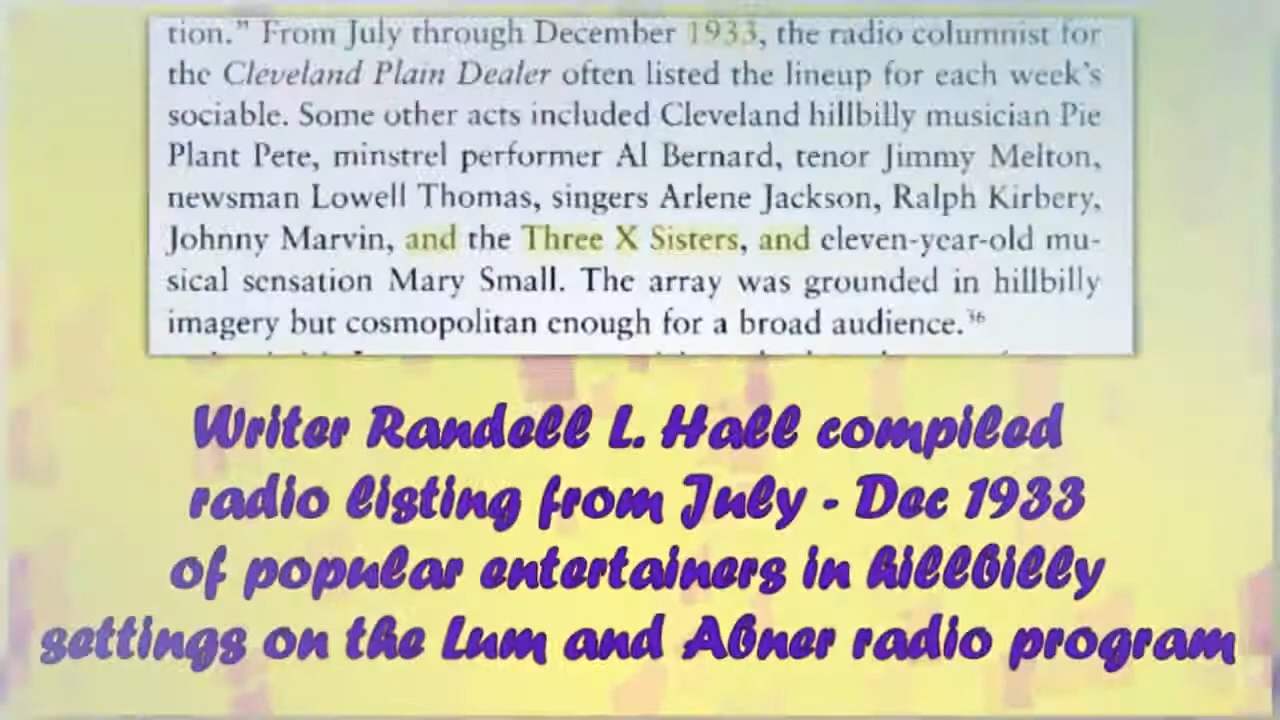 tion.” From July through December 1933, the radio columnist for
the Cleveland Plain Dealer often listed the lineup for each week’s
sociable. Some other acts included Cleveland hillbilly musician Pie
Plant Pete, minstrel performer Al Bernard, tenor Jimmy Melton,
newsman Lowell Thomas, singers Arlene Jackson, Ralph Kirbery,
Johnny Marvin, and the Three X Sisters, and eleven-year-old mu-
sical sensation Mary Small. The array was grounded in hillbilly
imagery but cosmopolitan enough for a broad audience.36
Writer Randell L. Hall compiled
radio listing from July - Dec 1933
of popular entertainers in hillbilly
settings on the Lum and Abner radio program